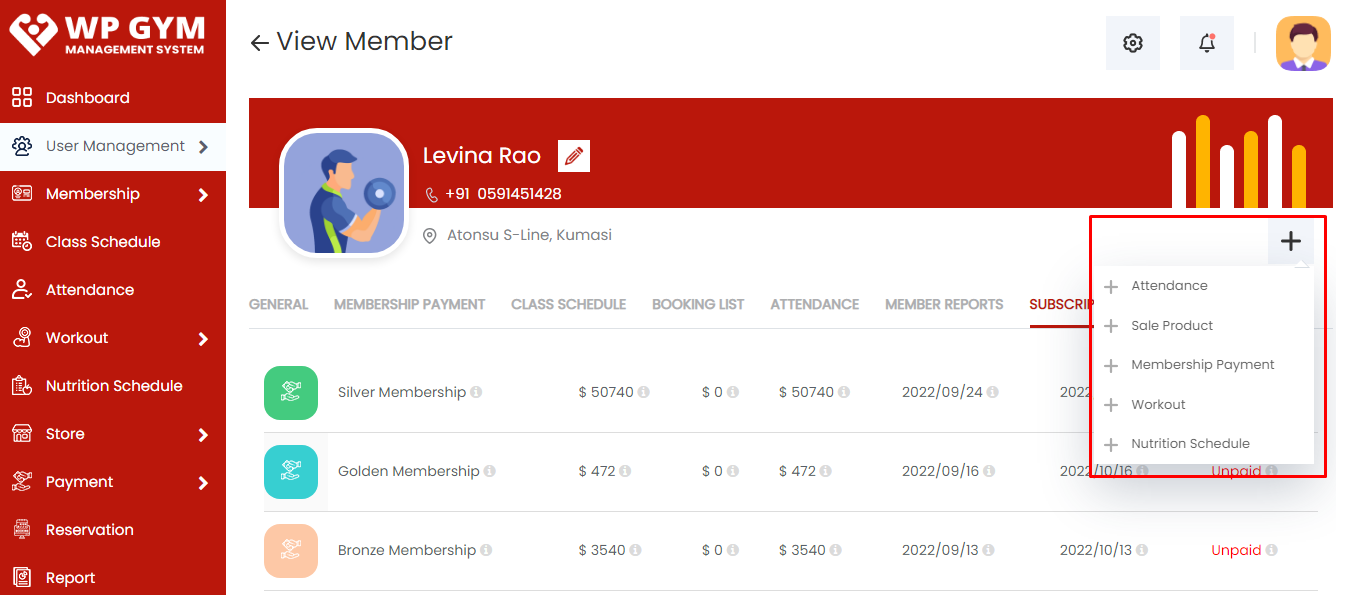 WP GYM
MANAGEMENT SYSTEM
Dashboard
User Management
Membership
Class Schedule
Attendance
Workout
Nutrition Schedule
Store
Payment
Reservation
Report
← View Member
Levina Rao
+91 0591451428
Atonsu S-Line, Kumasi
GENERAL MEMBERSHIP PAYMENT CLASS SCHEDULE BOOKING LIST ATTENDANCE MEMBER REPORTS
+
+ Attendance
+ Sale Product
+ Membership Payment
+ Workout
+ Nutrition Schedule
Silver Membership $ 50740 $ 0 $ 50740 2022/09/24
Golden Membership $ 472 $ 0 $ 472 2022/09/16 2022/10/16 Unpaid
Bronze Membership $ 3540 $ 0 $ 3540 2022/09/13 2022/10/13 Unpaid